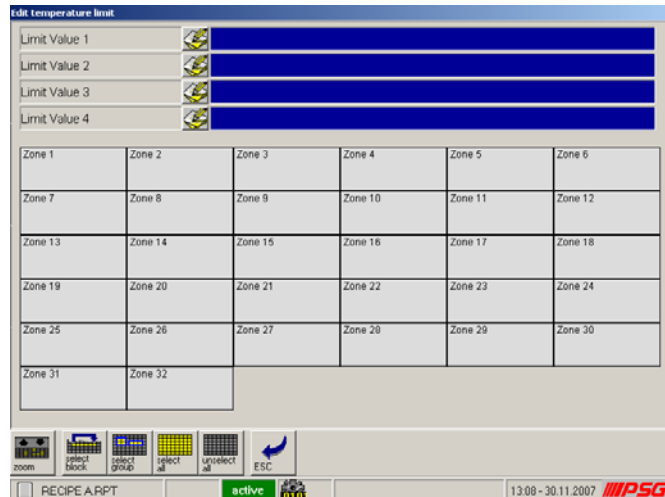 Edit temperature limit
Limit Value 1
Limit Value 2
Limit Value 3
Limit Value 4
Zone 1 Zone 2 Zone 3 Zone 4 Zone 5 Zone 6
Zone 7 Zone 8 Zone 9 Zone 10 Zone 11 Zone 12
Zone 13 Zone 14 Zone 15 Zone 16 Zone 17 Zone 18
Zone 19 Zone 20 Zone 21 Zone 22 Zone 23 Zone 24
Zone 25 Zone 26 Zone 27 Zone 28 Zone 29 Zone 30
Zone 31 Zone 32
zoom select block select group select all unselect all ESC
RECIPE A.RPT active 0101 13:08 - 30.11.2007 PSG